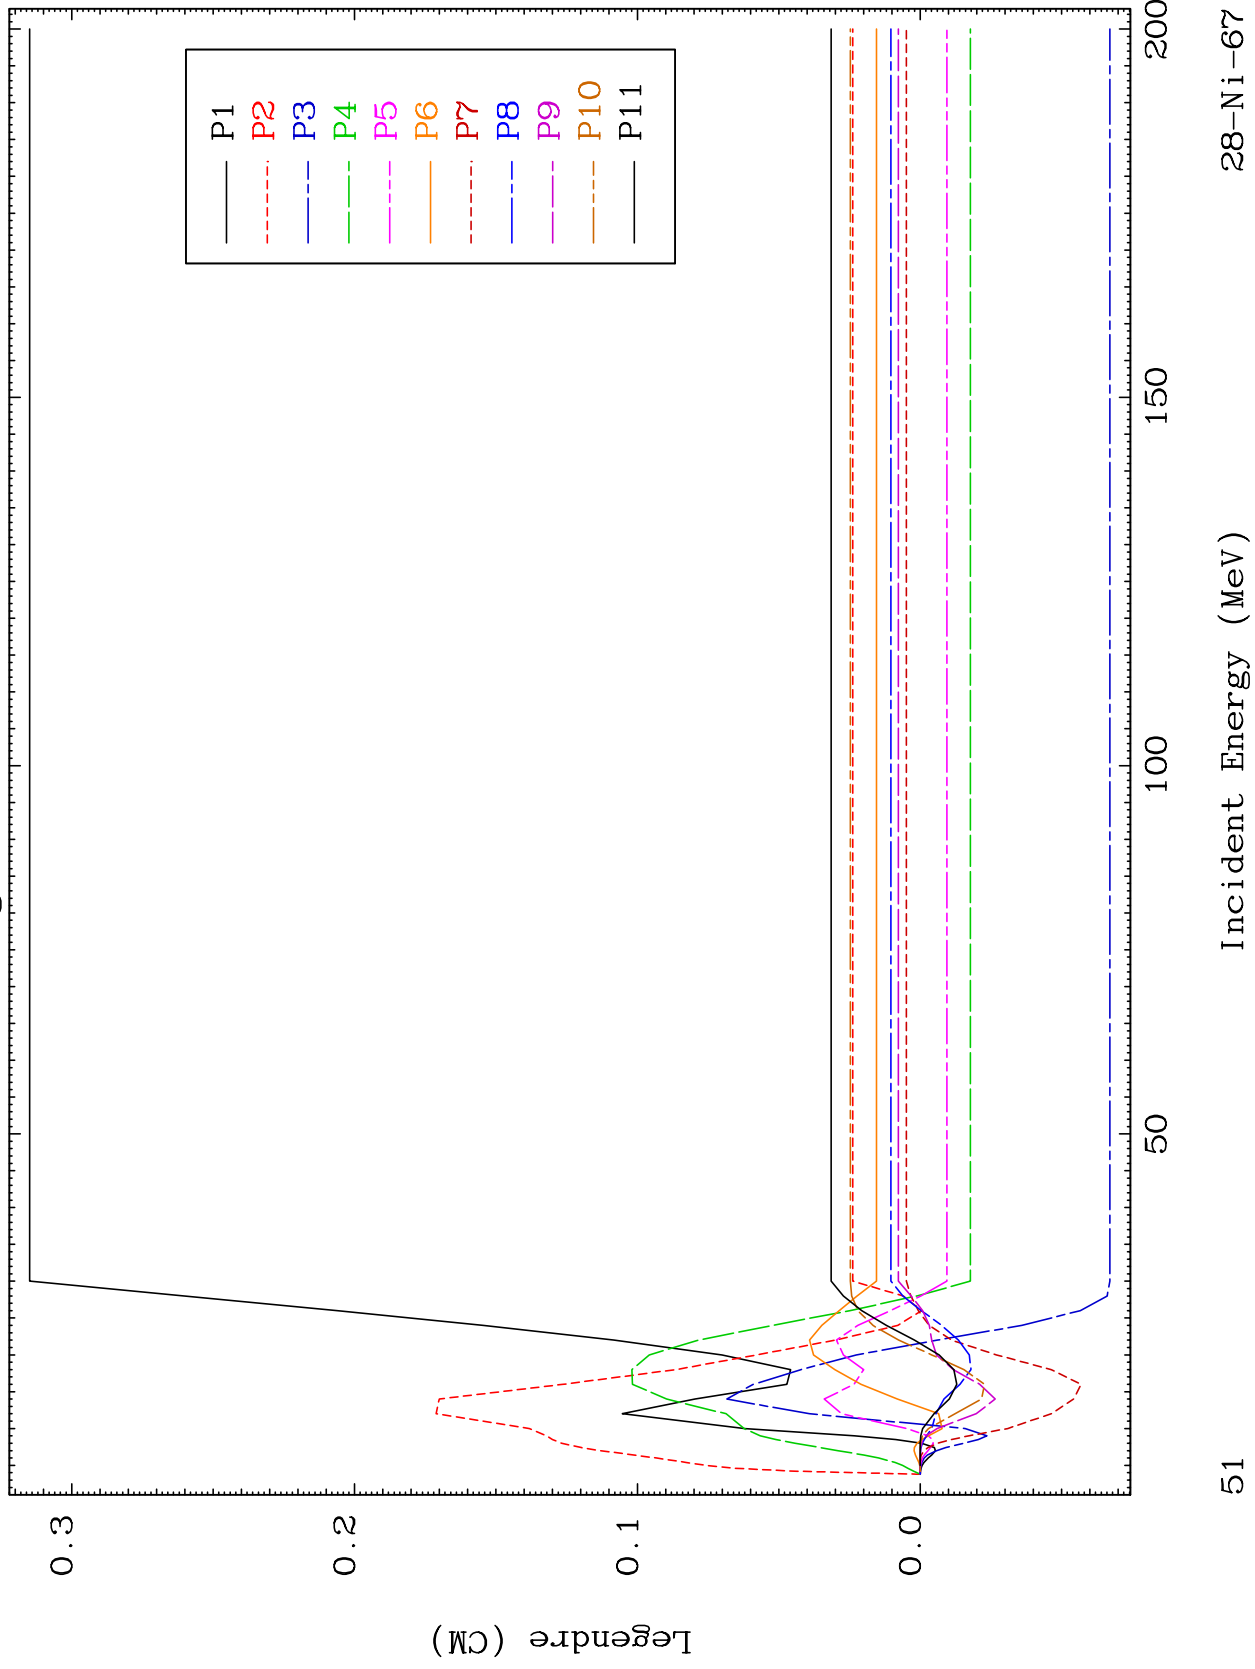 Legendre (CM)
0.3
0.2
0.1
0.0
P1
P2
P3
P4
P5
P6
P7
P8
P9
P10
P11
50
100
150
200
51
Incident Energy (MeV)
28-Ni-67